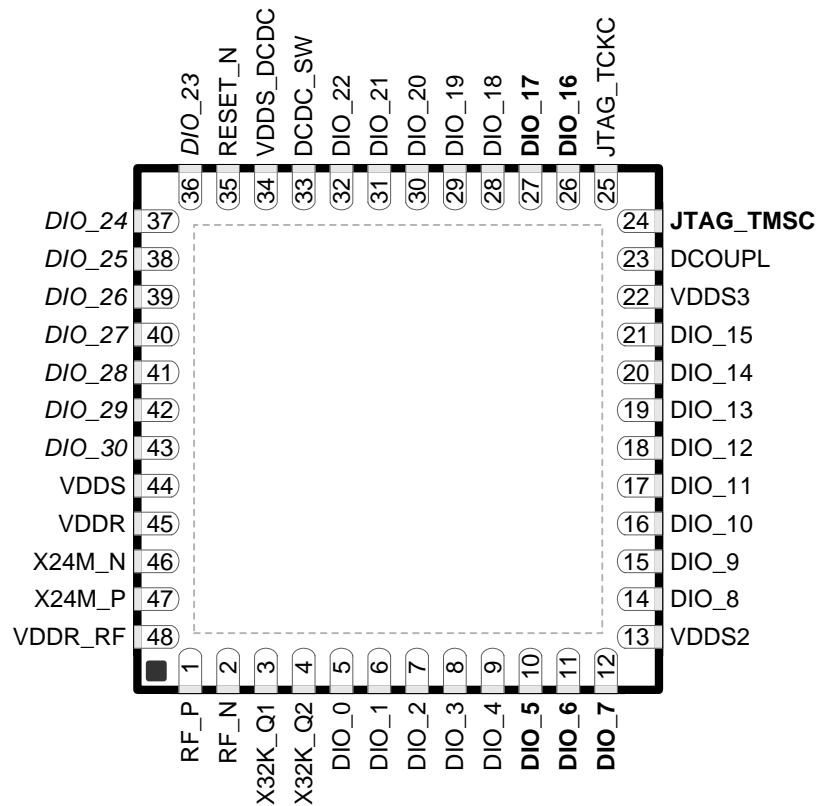 DIO_23
RESET_N
VDDS_DCDC
DCDC_SW
DIO_22
DIO_21
DIO_20
DIO_19
DIO_18
DIO_17
DIO_16
JTAG_TCKC
36
35
34
33
32
31
30
29
28
27
26
25
DIO_24 37
DIO_25 38
DIO_26 39
DIO_27 40
DIO_28 41
DIO_29 42
DIO_30 43
VDDS 44
VDDR 45
X24M_N 46
X24M_P 47
VDDR_RF 48
24 JTAG_TMSC
23 DCOUPL
22 VDDS3
21 DIO_15
20 DIO_14
19 DIO_13
18 DIO_12
17 DIO_11
16 DIO_10
15 DIO_9
14 DIO_8
13 VDDS2
1
2
3
4
5
6
7
8
9
10
11
12
RF_P
RF_N
X32K_Q1
X32K_Q2
DIO_0
DIO_1
DIO_2
DIO_3
DIO_4
DIO_5
DIO_6
DIO_7